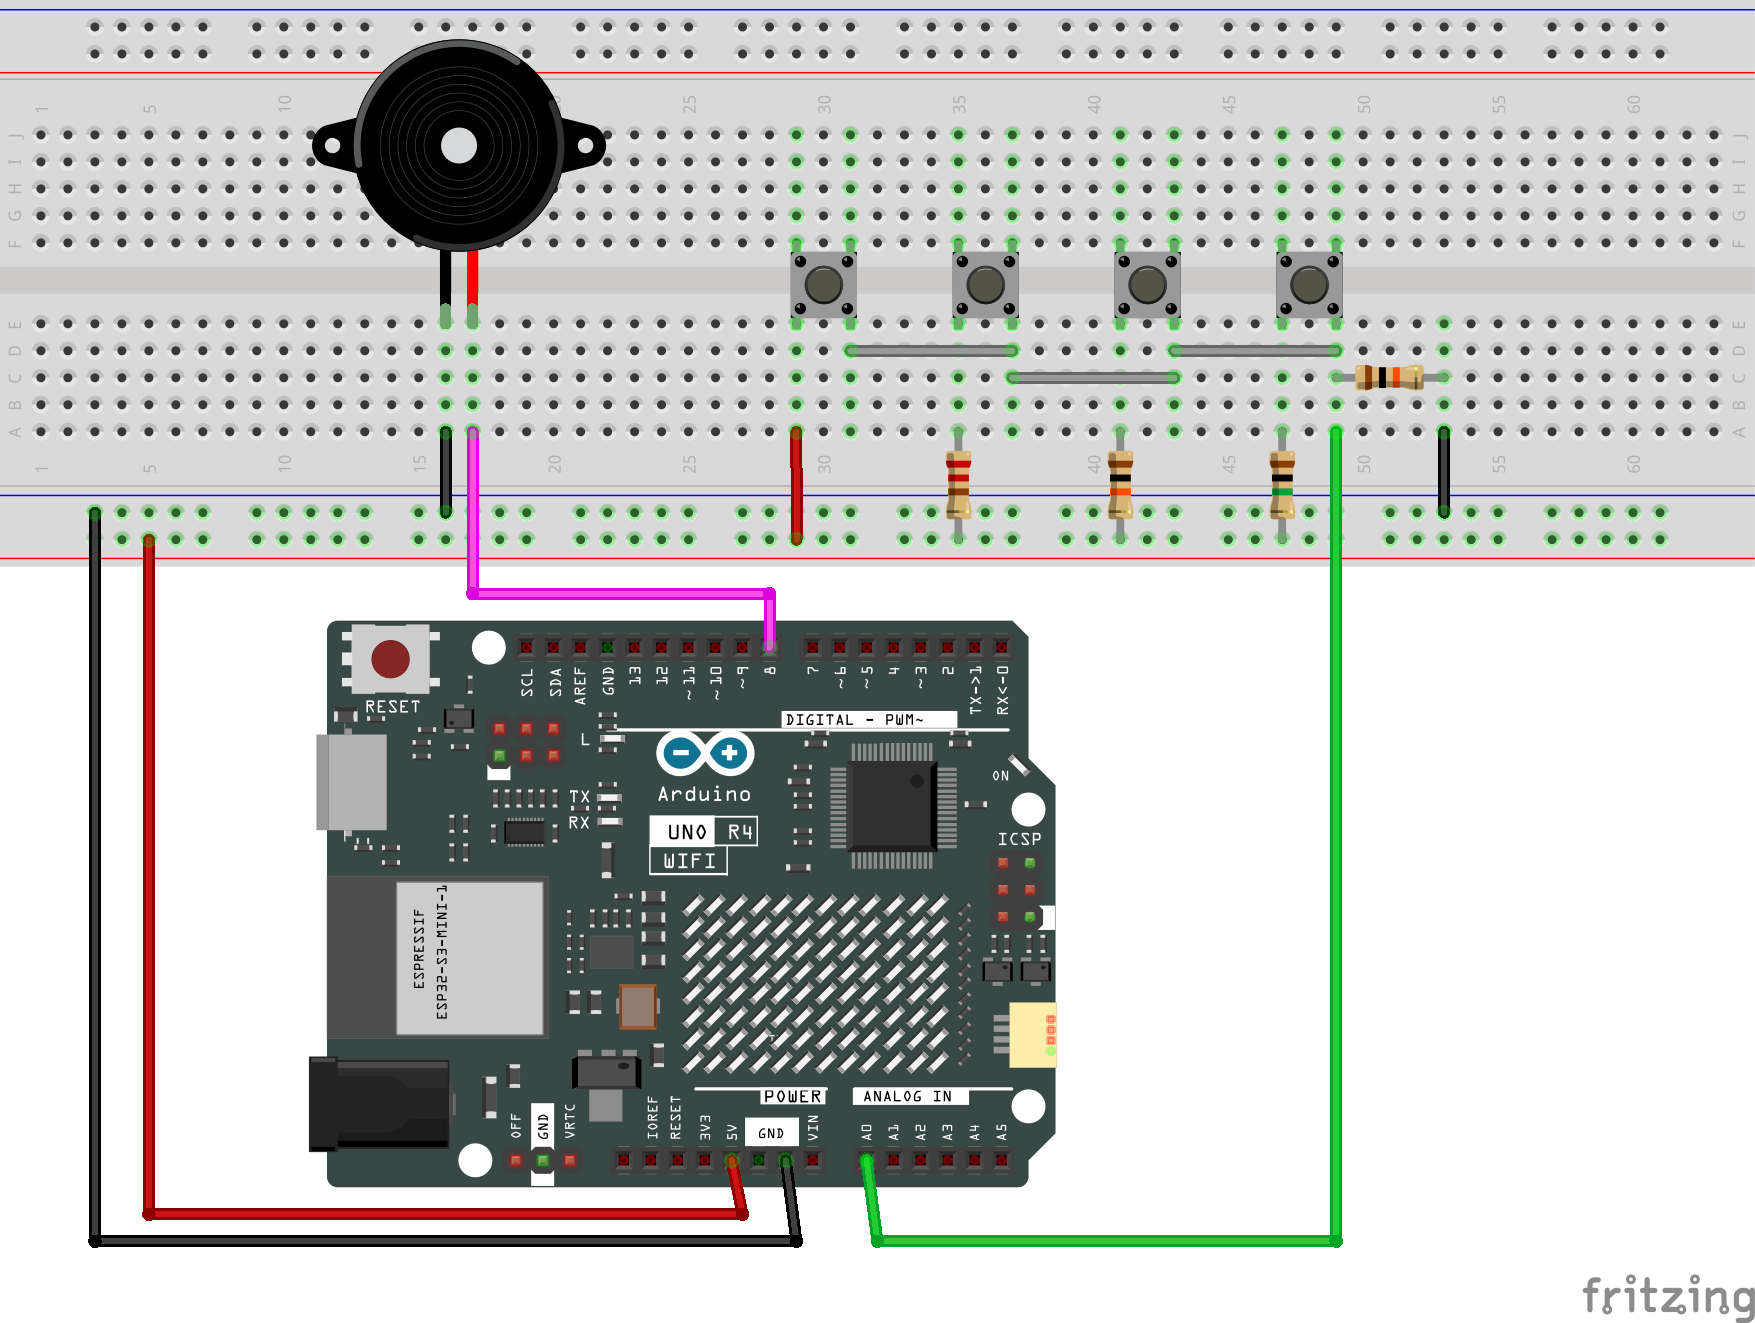 1 5 10 20 25 30 35 40 45 50 55 60
J J
I I
H H
G G
F F
E E
D D
C C
B B
A A
1 5 10 15 20 25 30 35 40 45 50 55 60
RESET
SCL SDA AREF GND 13 12 ~11 ~10 ~9 8 7 ~6 ~5 4 ~3 2 TX->1 RX<-0
DIGITAL - PWM~
L
ON
TX
Arduino
RX
UNO R4
WIFI
ICSP
ESPRESSIF
ESP32-S3-MINI-1
T
POWER
ANALOG IN
OFF GND VRTC IOREF RESET 3V3 5V GND VIN A0 A1 A2 A3 A4 A5
fritzing